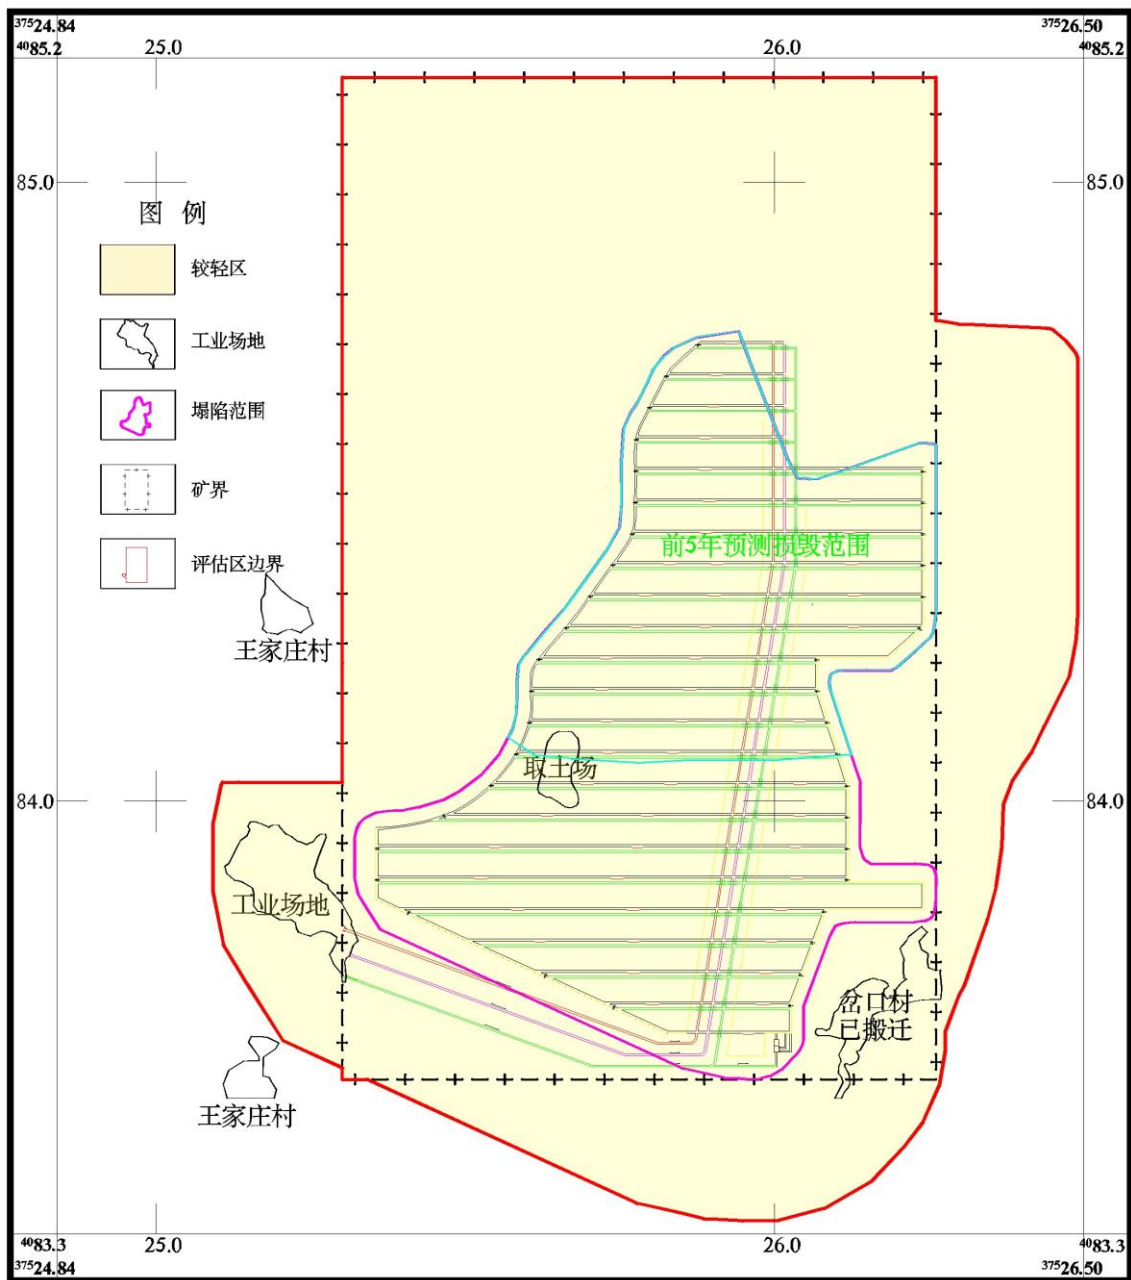 37524.84
37526.50
4085.2
25.0
26.0
4085.2
85.0
85.0
图 例
较轻区
工业场地
塌陷范围
矿界
评估区边界
前5年预测损毁范围
王家庄村
取土场
84.0
84.0
工业场地
岔口村
已搬迁
王家庄村
4083.3
25.0
26.0
4083.3
37524.84
37526.50